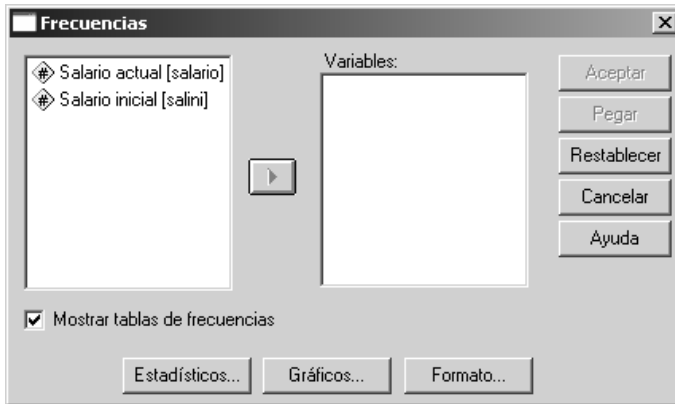 Frecuencias
Salario actual [salario]
Salario inicial [salini]
Variables:
Aceptar
Pegar
Restablecer
Cancelar
Ayuda
Mostrar tablas de frecuencias
Estadísticos...
Gráficos...
Formato...